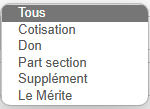 Tous
Cotisation
Don
Part section
Supplément
Le Mérite